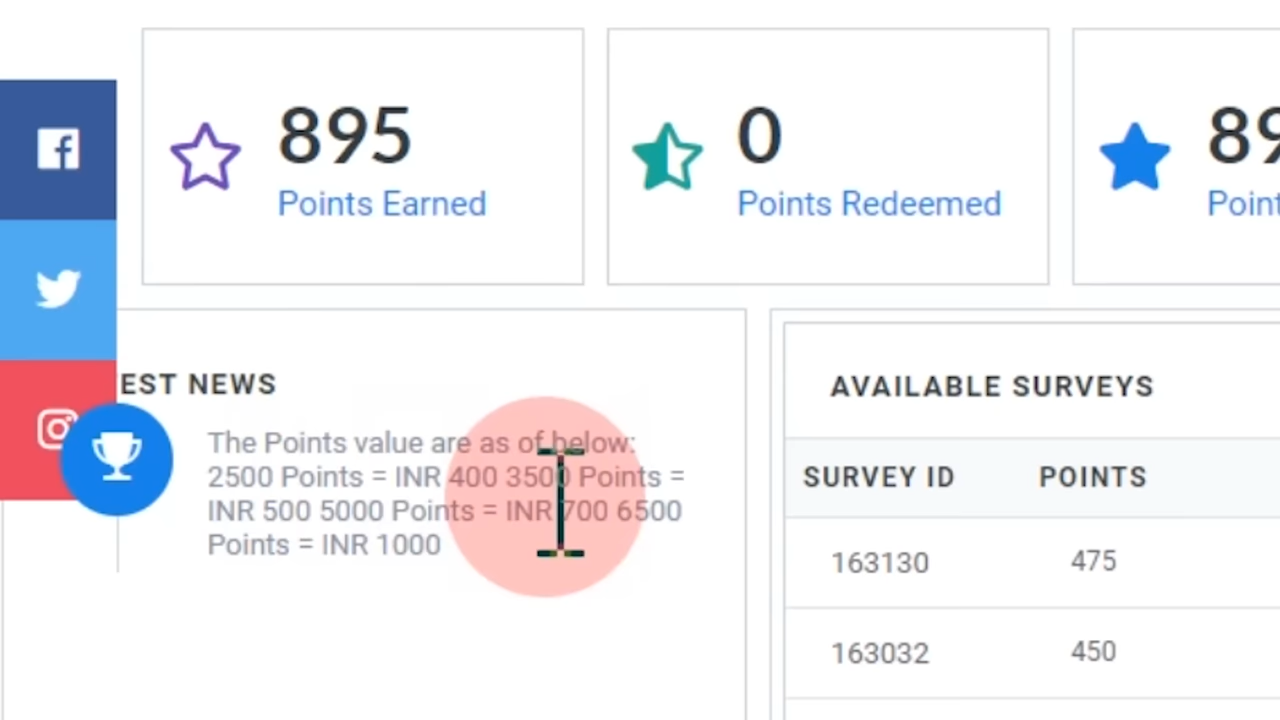 895
Points Earned
0
Points Redeemed
EST NEWS
The Points value are as of below:
2500 Points = INR 400 3500 Points =
INR 500 5000 Points = INR 700 6500
Points = INR 1000
AVAILABLE SURVEYS
SURVEY ID POINTS
163130 475
163032 450